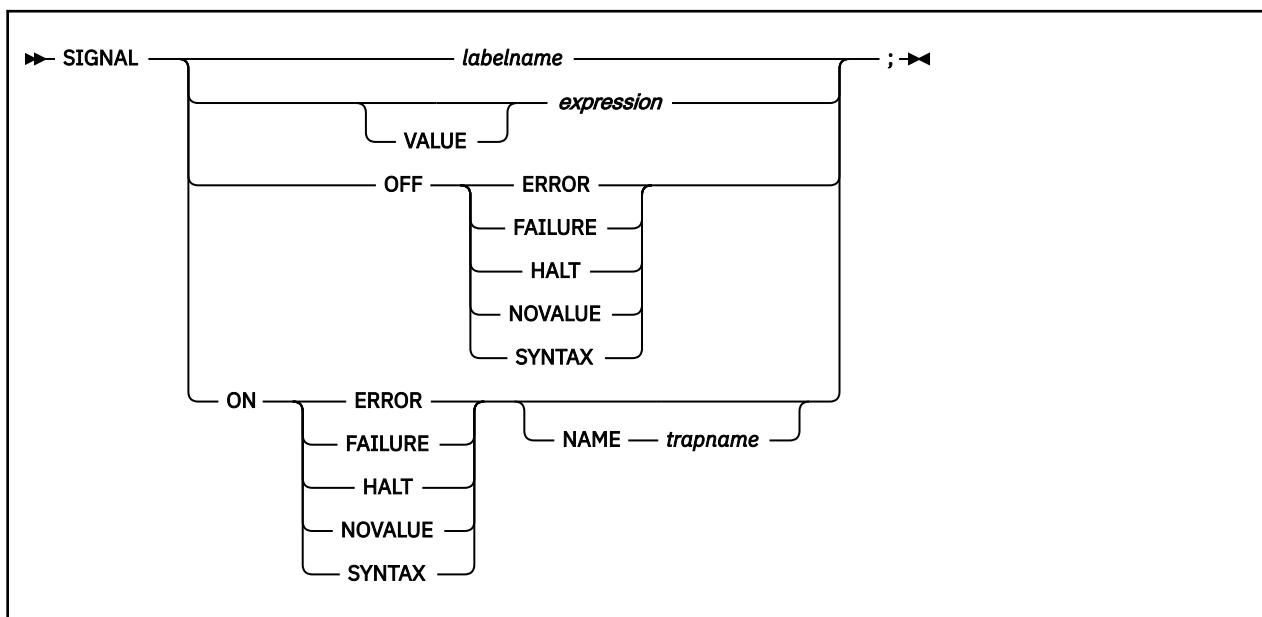 SIGNAL labelname ;
expression
VALUE
OFF ERROR
FAILURE
HALT
NOVALUE
SYNTAX
ON ERROR
FAILURE NAME trapname
HALT
NOVALUE
SYNTAX